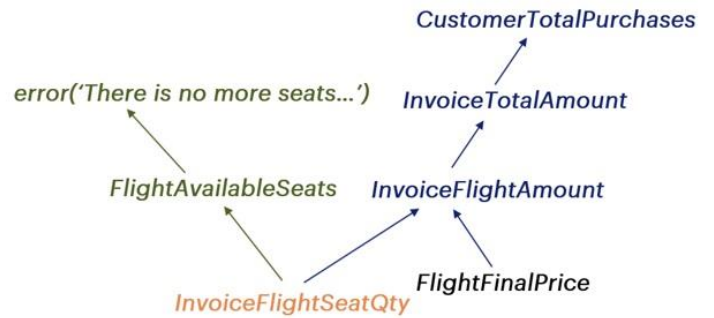 CustomerTotalPurchases
error('There is no more seats...')
InvoiceTotalAmount
FlightAvailableSeats
InvoiceFlightAmount
FlightFinalPrice
InvoiceFlightSeatQty